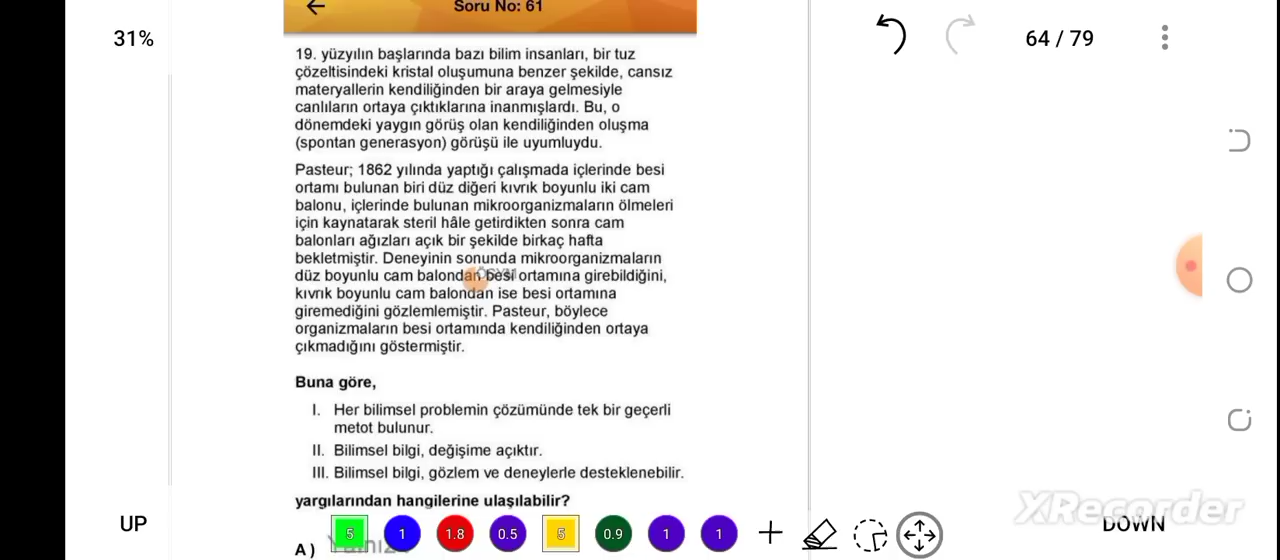 Soru No: 61
31%
64 / 79
19. yüzyılın başlarında bazı bilim insanları, bir tuz
çözeltisindeki kristal oluşumuna benzer şekilde, cansız
materyallerin kendiliğinden bir araya gelmesiyle
canlıların ortaya çıktıklarına inanmışlardı. Bu, o
dönemdeki yaygın görüş olan kendiliğinden oluşma
(spontan generasyon) görüşü ile uyumluydu.
Pasteur; 1862 yılında yaptığı çalışmada içlerinde besi
ortamı bulunan biri düz diğeri kıvrık boyunlu iki cam
balonu, içlerinde bulunan mikroorganizmaların ölmeleri
için kaynatarak steril hâle getirdikten sonra cam
balonları ağızları açık bir şekilde birkaç hafta
bekletmiştir. Deneyinin sonunda mikroorganizmaların
düz boyunlu cam balondan besi ortamına girebildiğini,
kıvrık boyunlu cam balondan ise besi ortamına
giremediğini gözlemlemiştir. Pasteur, böylece
organizmaların besi ortamında kendiliğinden ortaya
çıkmadığını göstermiştir.
Buna göre,
I. Her bilimsel problemin çözümünde tek bir geçerli
metot bulunur.
II. Bilimsel bilgi, değişime açıktır.
III. Bilimsel bilgi, gözlem ve deneylerle desteklenebilir.
yargılarından hangilerine ulaşılabilir?
UP
5 1 1.8 0.5 5 0.9 1 1
XRecorder
DOWN
A)